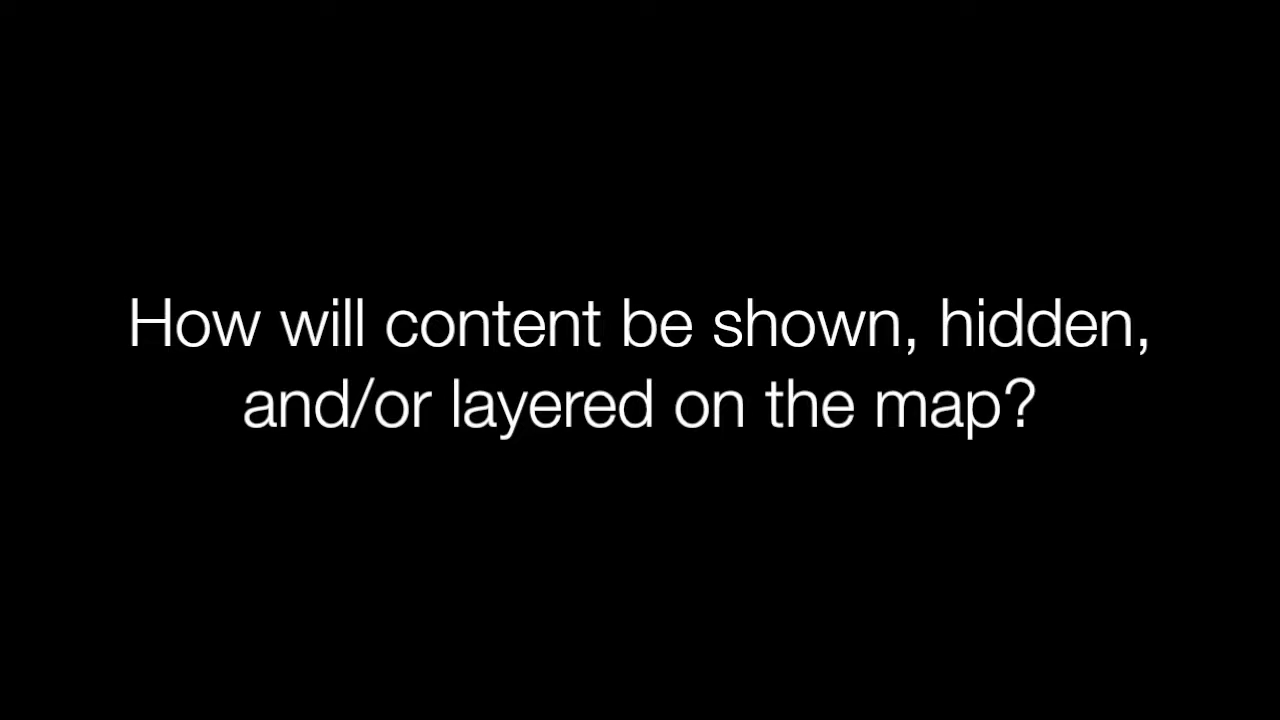 How will content be shown, hidden,
and/or layered on the map?